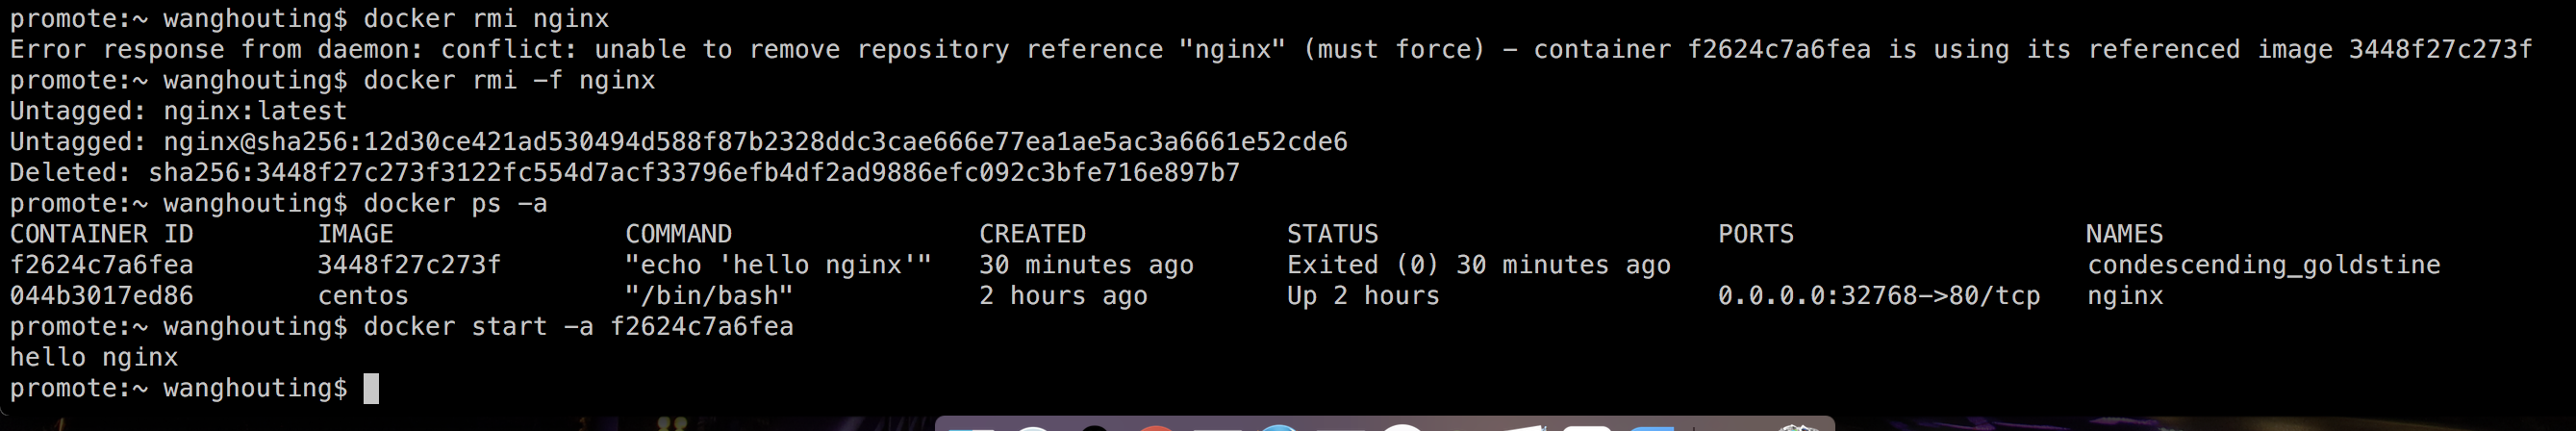 promote:~ wanghouting$ docker rmi nginx
Error response from daemon: conflict: unable to remove repository reference "nginx" (must force) - container f2624c7a6fea is using its referenced image 3448f27c273f
promote:~ wanghouting$ docker rmi -f nginx
Untagged: nginx:latest
Untagged: nginx@sha256:12d30ce421ad530494d588f87b2328ddc3cae666e77ea1ae5ac3a6661e52cde6
Deleted: sha256:3448f27c273f3122fc554d7acf33796efb4df2ad9886efc092c3bfe716e897b7
promote:~ wanghouting$ docker ps -a
CONTAINER ID        IMAGE               COMMAND                CREATED             STATUS                      PORTS                   NAMES
f2624c7a6fea        3448f27c273f        "echo 'hello nginx'"   30 minutes ago      Exited (0) 30 minutes ago                           condescending_goldstine
044b3017ed86        centos              "/bin/bash"            2 hours ago         Up 2 hours                  0.0.0.0:32768->80/tcp   nginx
promote:~ wanghouting$ docker start -a f2624c7a6fea
hello nginx
promote:~ wanghouting$